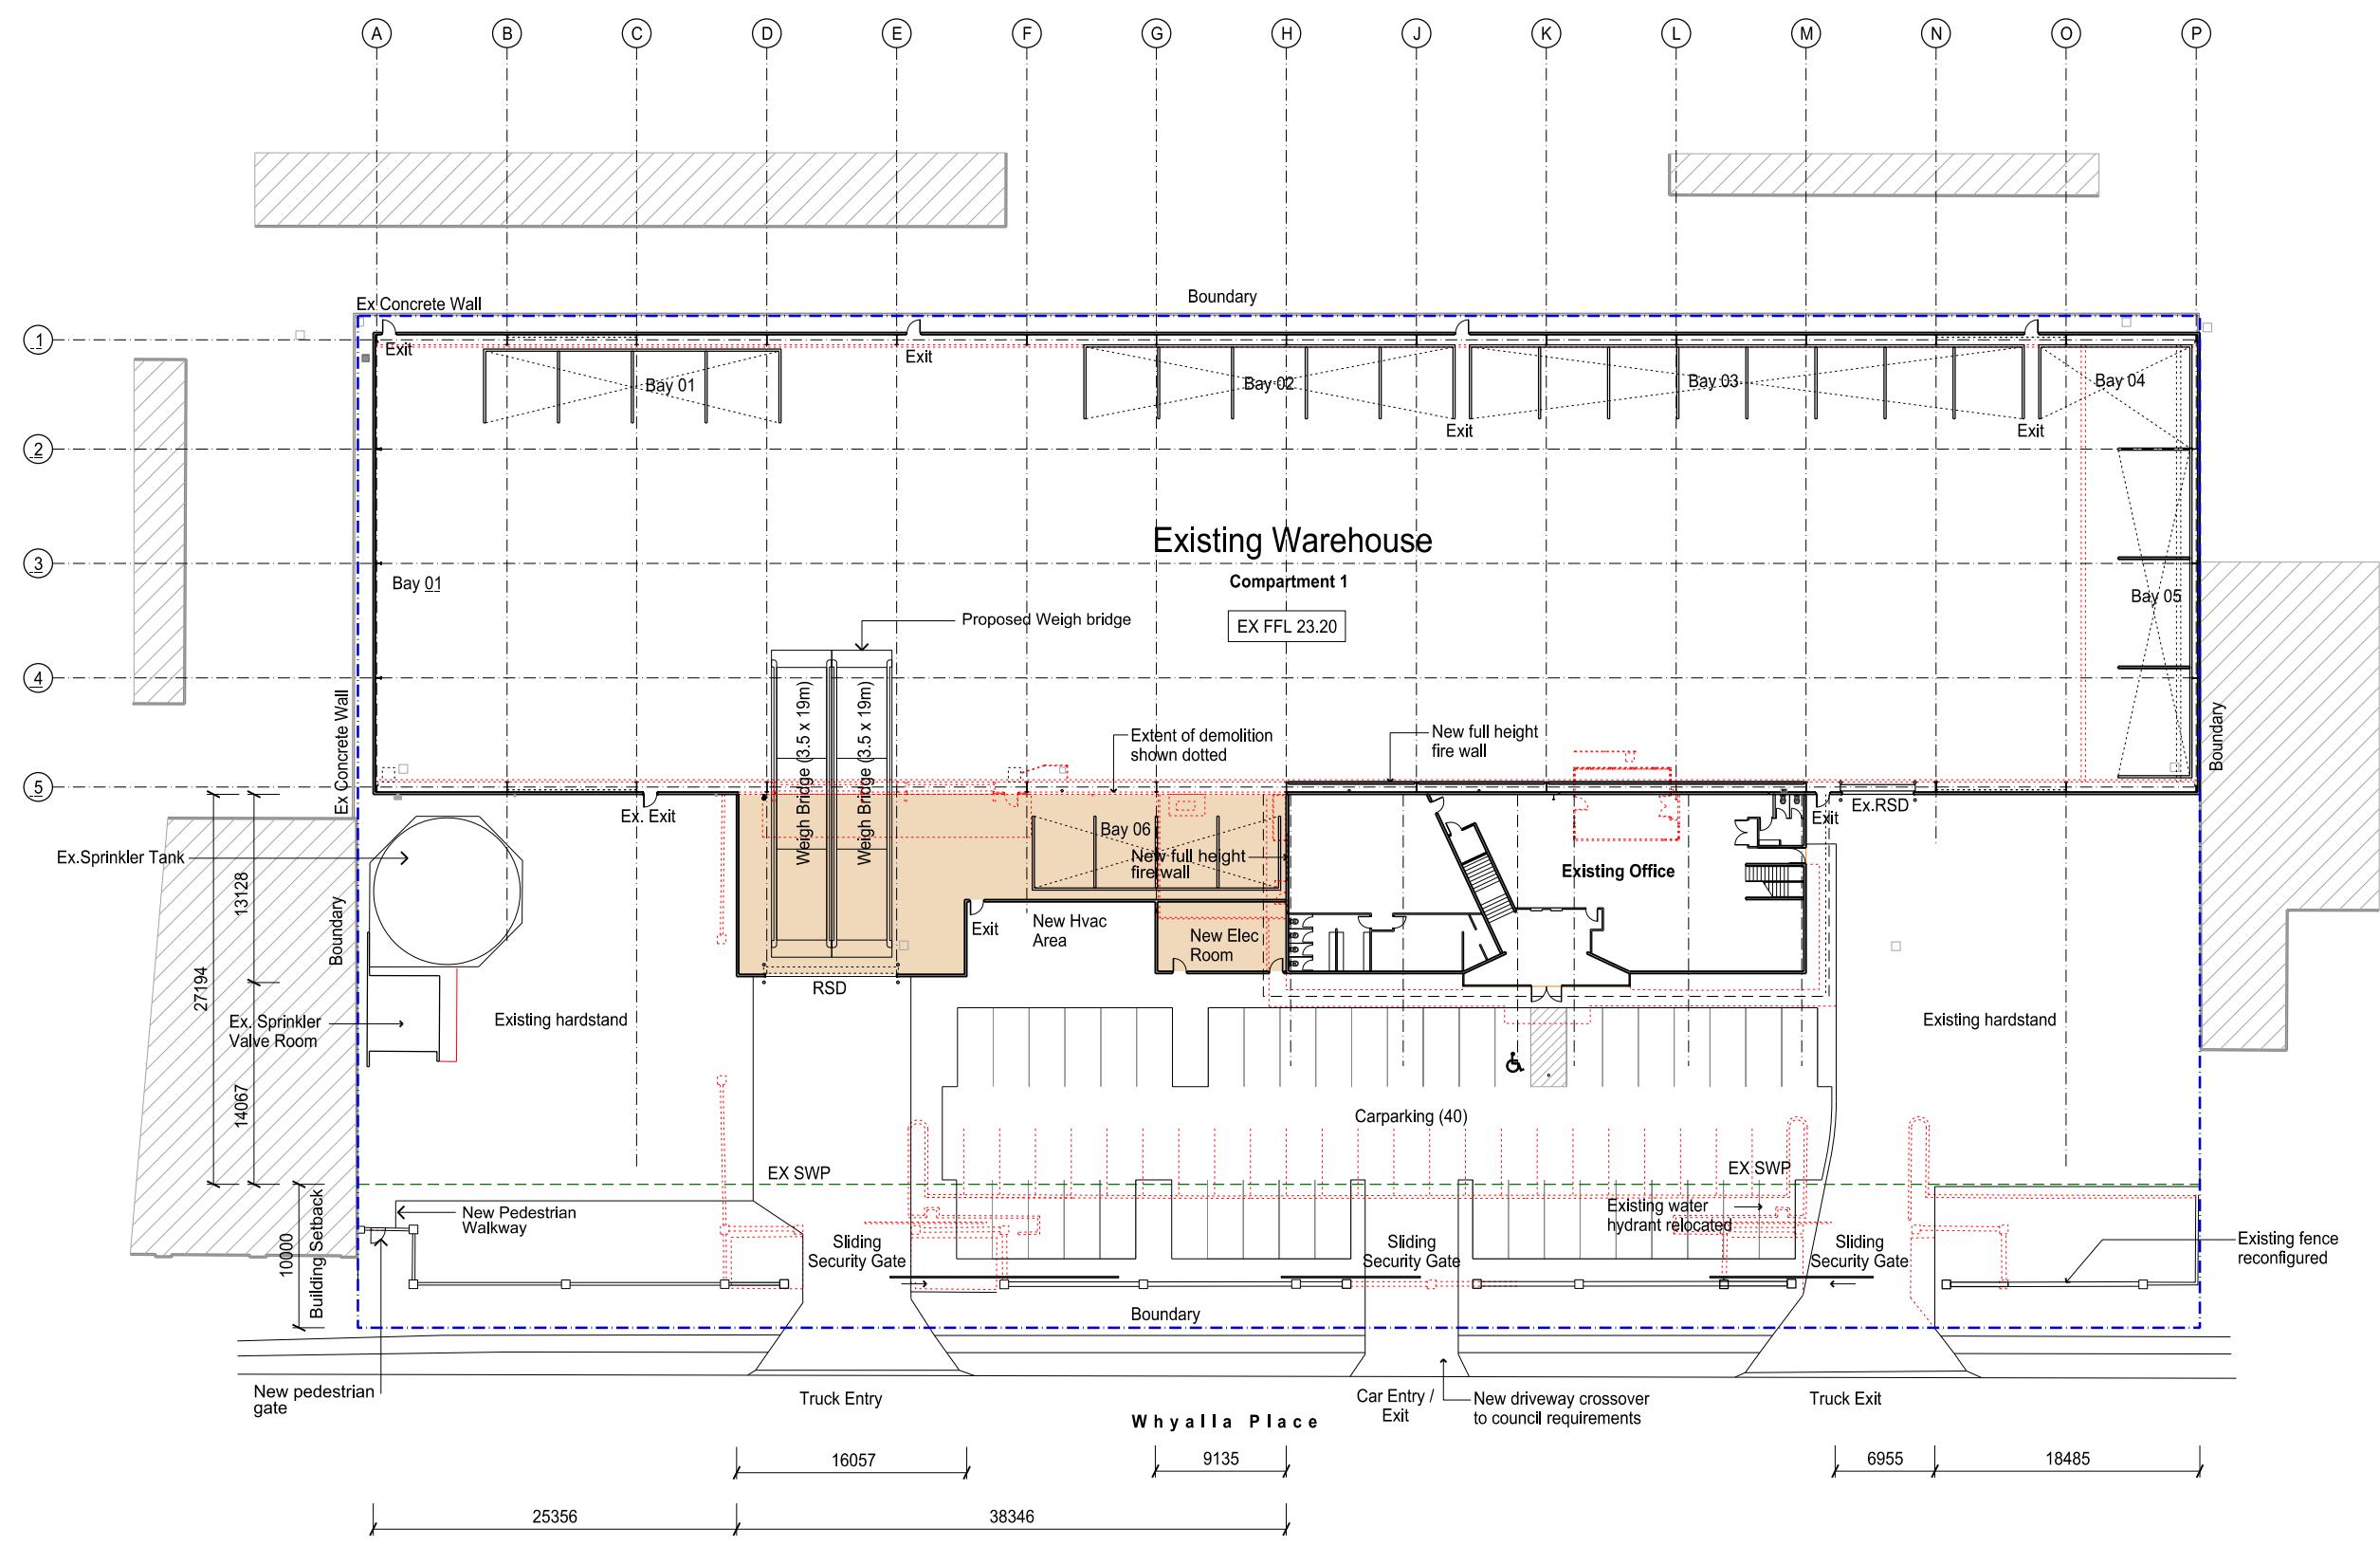 A B C D E F G H J K L M N O P
Ex Concrete Wall
Boundary
1
Exit
Exit
Bay 01
Bay 02
Bay 03
Bay 04
Exit
Exit
2
Existing Warehouse
3
Compartment 1
Bay 01
Bay 05
Proposed Weigh bridge
EX FFL 23.20
4
Ex Concrete Wall
Weigh Bridge (3.5 x 19m)
Weigh Bridge (3.5 x 19m)
Extent of demolition
shown dotted
New full height
fire wall
Boundary
5
Ex. Exit
Bay 06
Exit
Ex.RSD
Ex.Sprinkler Tank
New full height
fire wall
Existing Office
13128
Boundary
Exit
New Hvac
Area
New Elec
Room
27194
RSD
Ex. Sprinkler
Valve Room
Existing hardstand
Existing hardstand
14067
Carparking (40)
EX SWP
EX SWP
10000
Building Setback
New Pedestrian
Walkway
Existing water
hydrant relocated
Sliding
Security Gate
Sliding
Security Gate
Sliding
Security Gate
Existing fence
reconfigured
Boundary
New pedestrian
gate
Truck Entry
Car Entry /
Exit
New driveway crossover
to council requirements
Truck Exit
Whyalla Place
16057
9135
6955
18485
25356
38346